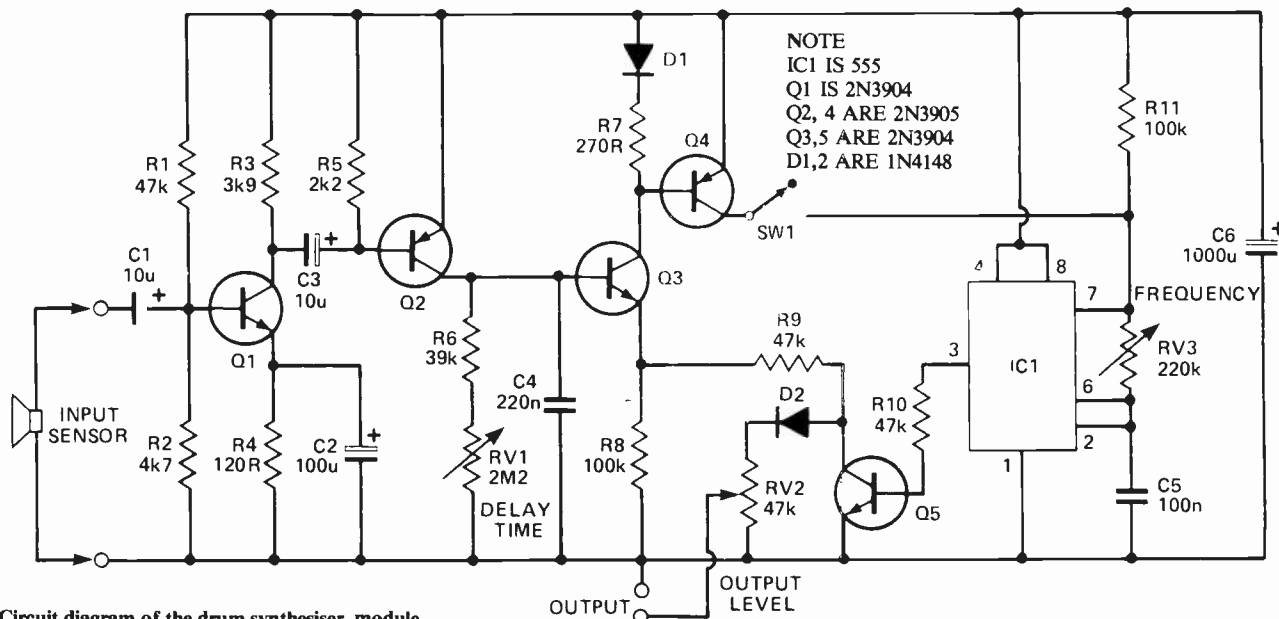 NOTE
IC1 IS 555
Q1 IS 2N3904
Q2, 4 ARE 2N3905
Q3,5 ARE 2N3904
D1,2 ARE 1N4148
D1
R11
100k
R7
270R
Q4
R1
47k
R3
3k9
R5
2k2
SW1
C6
1000u
+
C1
10u
+
+
C3
10u
Q2
Q3
4
8
7
FREQUENCY
Q1
R6
39k
R9
47k
3
IC1
RV3
220k
C4
220n
D2
R10
47k
6
2
INPUT
SENSOR
R2
4k7
R4
120R
C2
100u
+
RV1
2M2
R8
100k
RV2
47k
1
C5
100n
DELAY
TIME
Q5
OUTPUT
LEVEL
OUTPUT
Circuit diagram of the drum synthesiser module